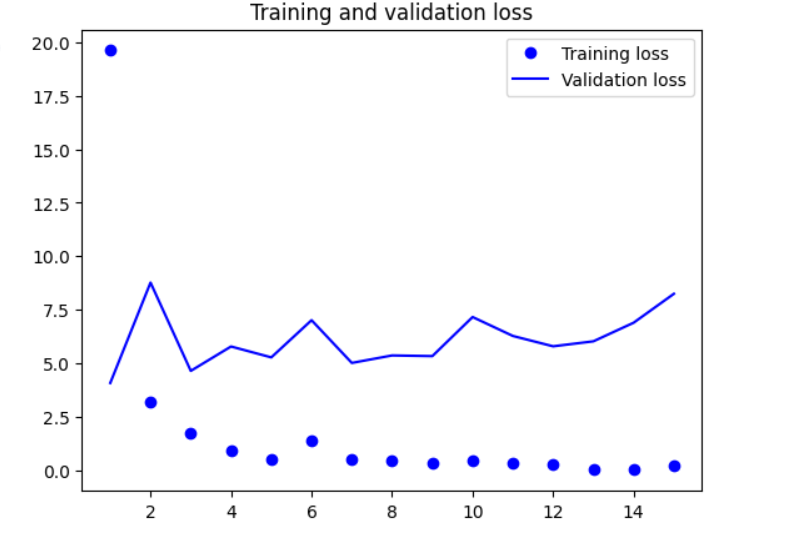 Training and validation loss
Training loss
Validation loss
20.0
17.5
15.0
12.5
10.0
7.5
5.0
2.5
0.0
2 4 6 8 10 12 14